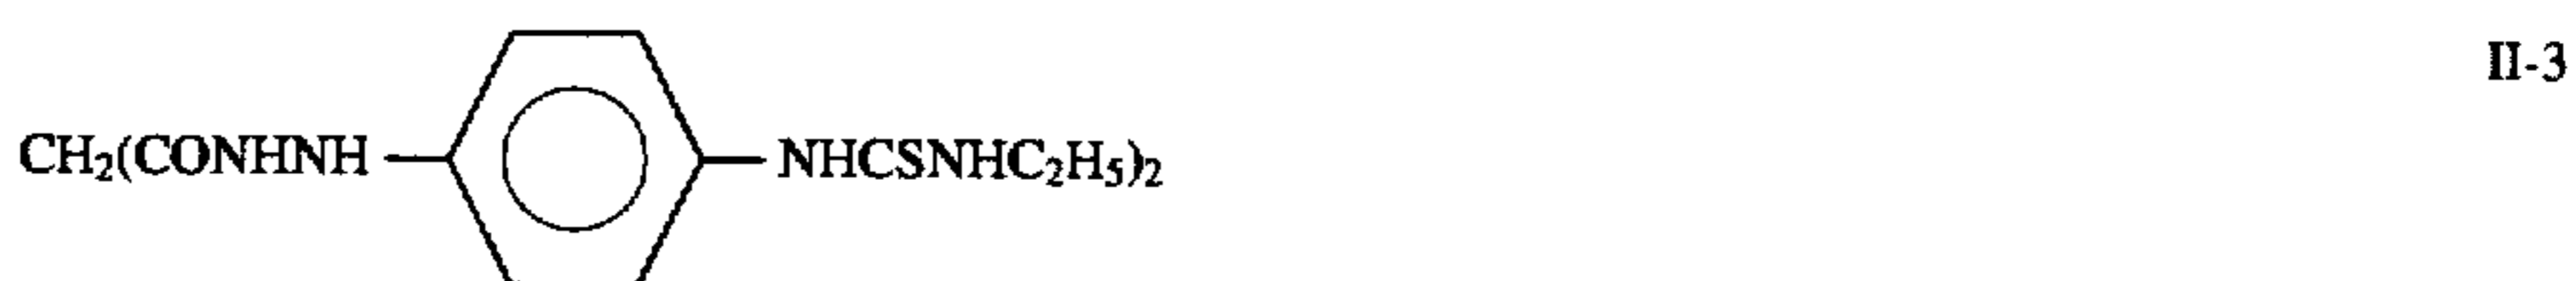 II-3
CH₂(CONHNH NHCSNHC₂H₅)₂